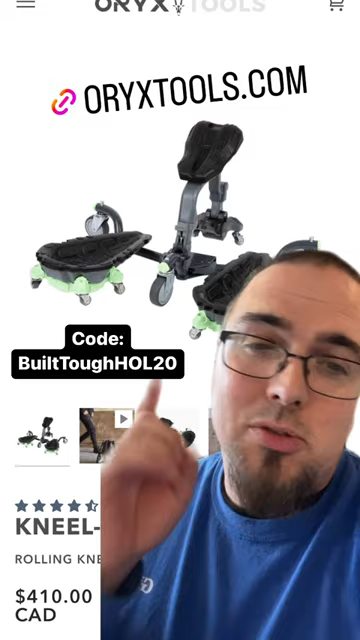 ORYX TOOLS
ORYXTOOLS.COM
Code:
BuiltToughHOL20
KNEEL-
ROLLING KNE
$410.00
CAD